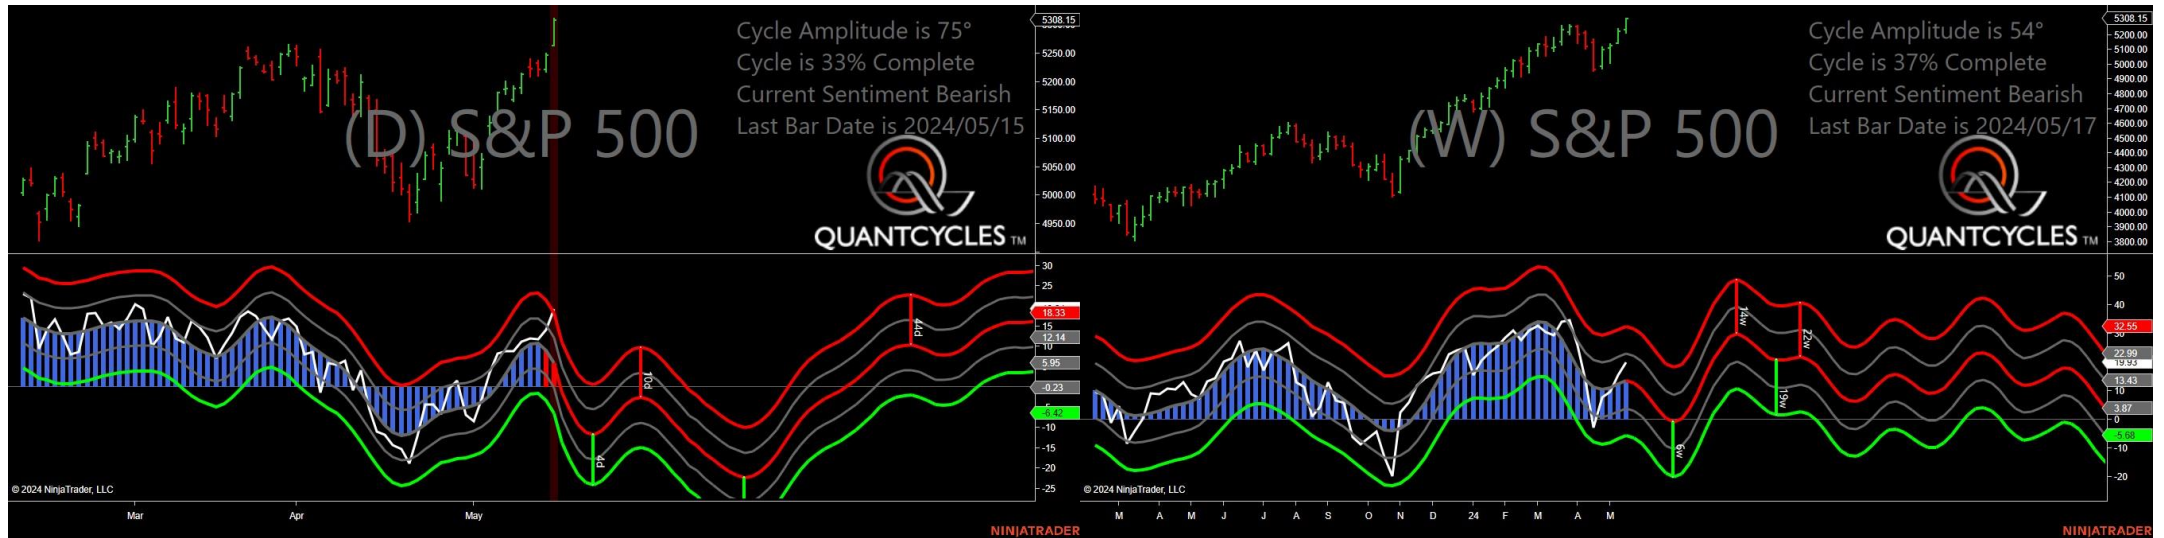 Cycle Amplitude is 75°
Cycle is 33% Complete
Current Sentiment Bearish
Last Bar Date is 2024/05/15
(D) S&P 500
QUANTCYCLES TM
5308.15
5250.00
5200.00
5150.00
5100.00
5050.00
5000.00
4950.00
30
25
18.33
15
12.14
10
5.95
-0.23
-6.42
-10
-15
-20
-25
4d
10d
44d
© 2024 NinjaTrader, LLC
Mar
Apr
May
NINJATRADER
Cycle Amplitude is 54°
Cycle is 37% Complete
Current Sentiment Bearish
Last Bar Date is 2024/05/17
(W) S&P 500
QUANTCYCLES TM
5308.15
5200.00
5100.00
5000.00
4900.00
4800.00
4700.00
4600.00
4500.00
4400.00
4300.00
4200.00
4100.00
4000.00
3900.00
3800.00
50
40
32.55
22.99
19.93
13.43
10
3.87
0
-5.68
-10
-20
6w
14w
19w
22w
© 2024 NinjaTrader, LLC
M A M J J A S O N D 24 F M A M
NINJATRADER